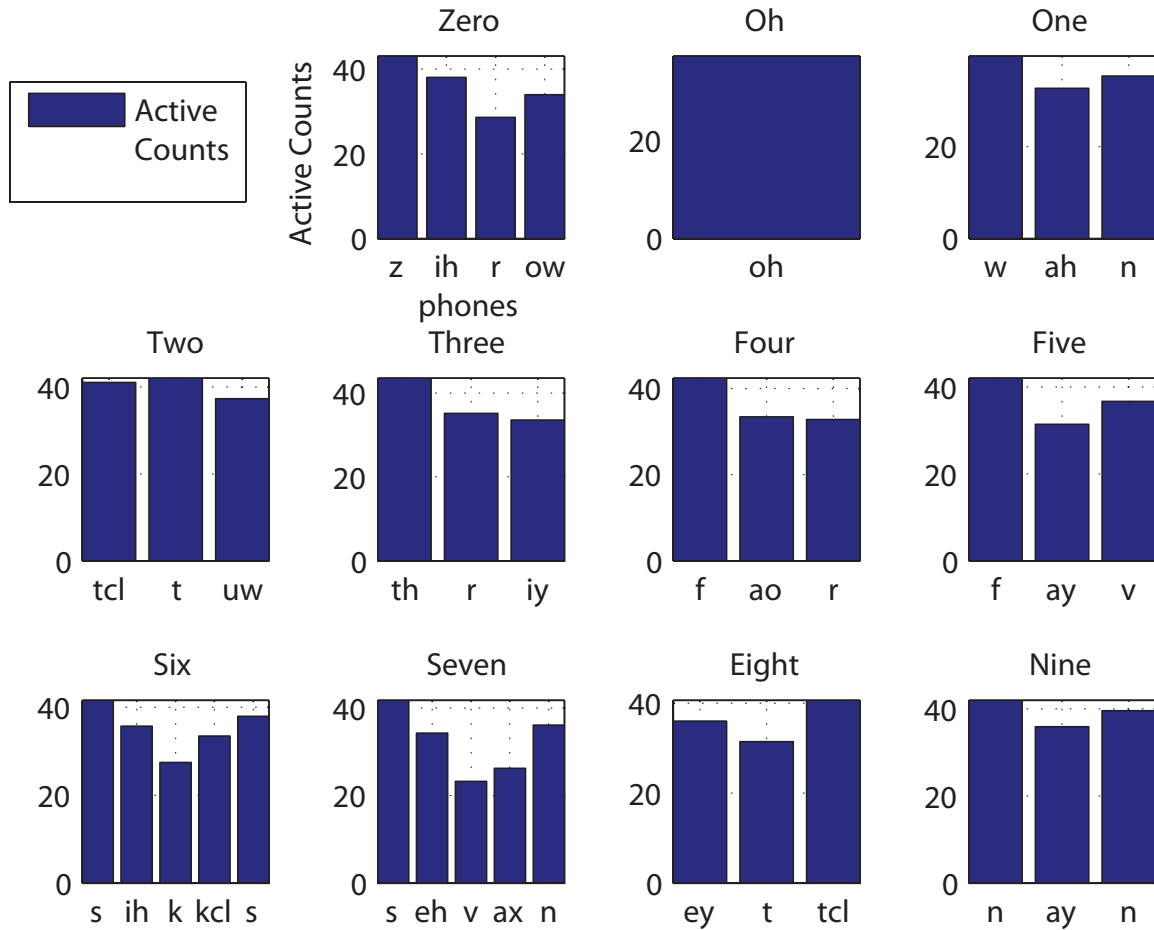 Zero
Oh
One
Active
Counts
Active Counts
40
20
0
z ih r ow
phones
20
0
oh
20
0
w ah n
Two
Three
Four
Five
40
20
0
tcl t uw
40
20
0
th r iy
40
20
0
f ao r
40
20
0
f ay v
Six
Seven
Eight
Nine
40
20
0
s ih k kcl s
40
20
0
s eh v ax n
40
20
0
ey t tcl
40
20
0
n ay n